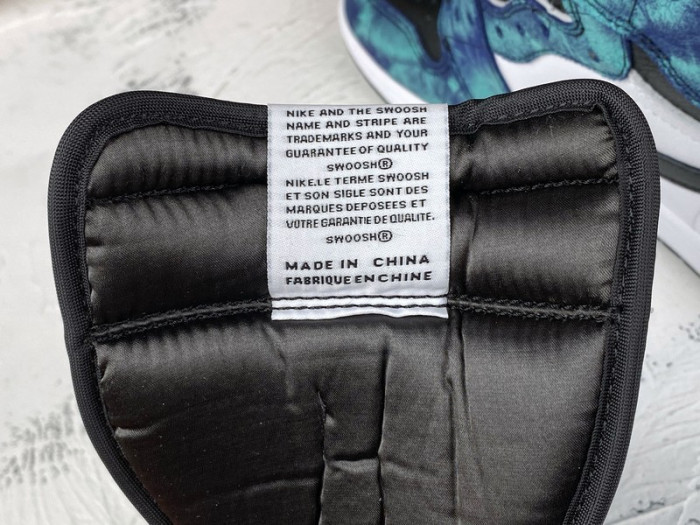 NIKE AND THE SWOOSH
NAME AND STRIPE ARE
TRADEMARKS AND YOUR
GUARANTEE OF QUALITY
SWOOSH®
NIKE.LE TERME SWOOSH
ET SON SIGLE SONT DES
MARQUES DEPOSEES ET
VOTRE GARANTIE DE QUALITE.
SWOOSH®
MADE IN CHINA
FABRIQUE EN CHINE